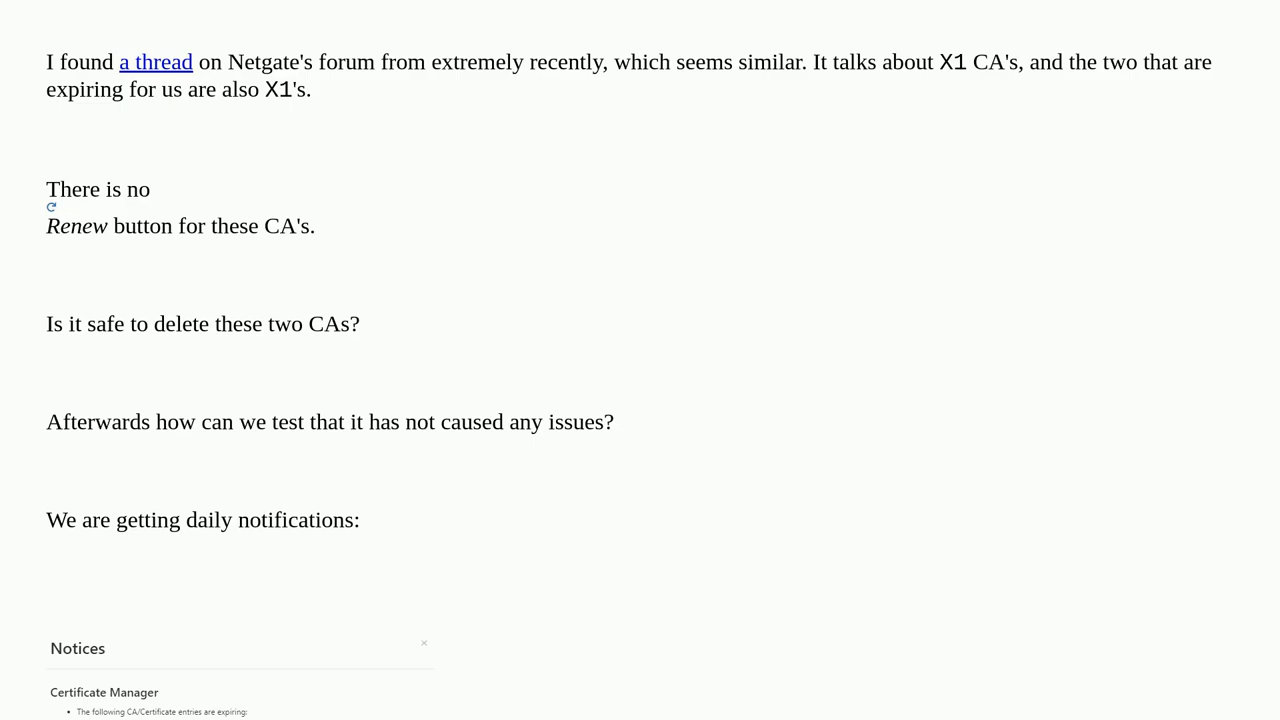 I found a thread on Netgate's forum from extremely recently, which seems similar. It talks about X1 CA's, and the two that are
expiring for us are also X1's.
There is no
Renew button for these CA's.
Is it safe to delete these two CAs?
Afterwards how can we test that it has not caused any issues?
We are getting daily notifications:
Notices ×
Certificate Manager
• The following CA/Certificate entries are expiring: